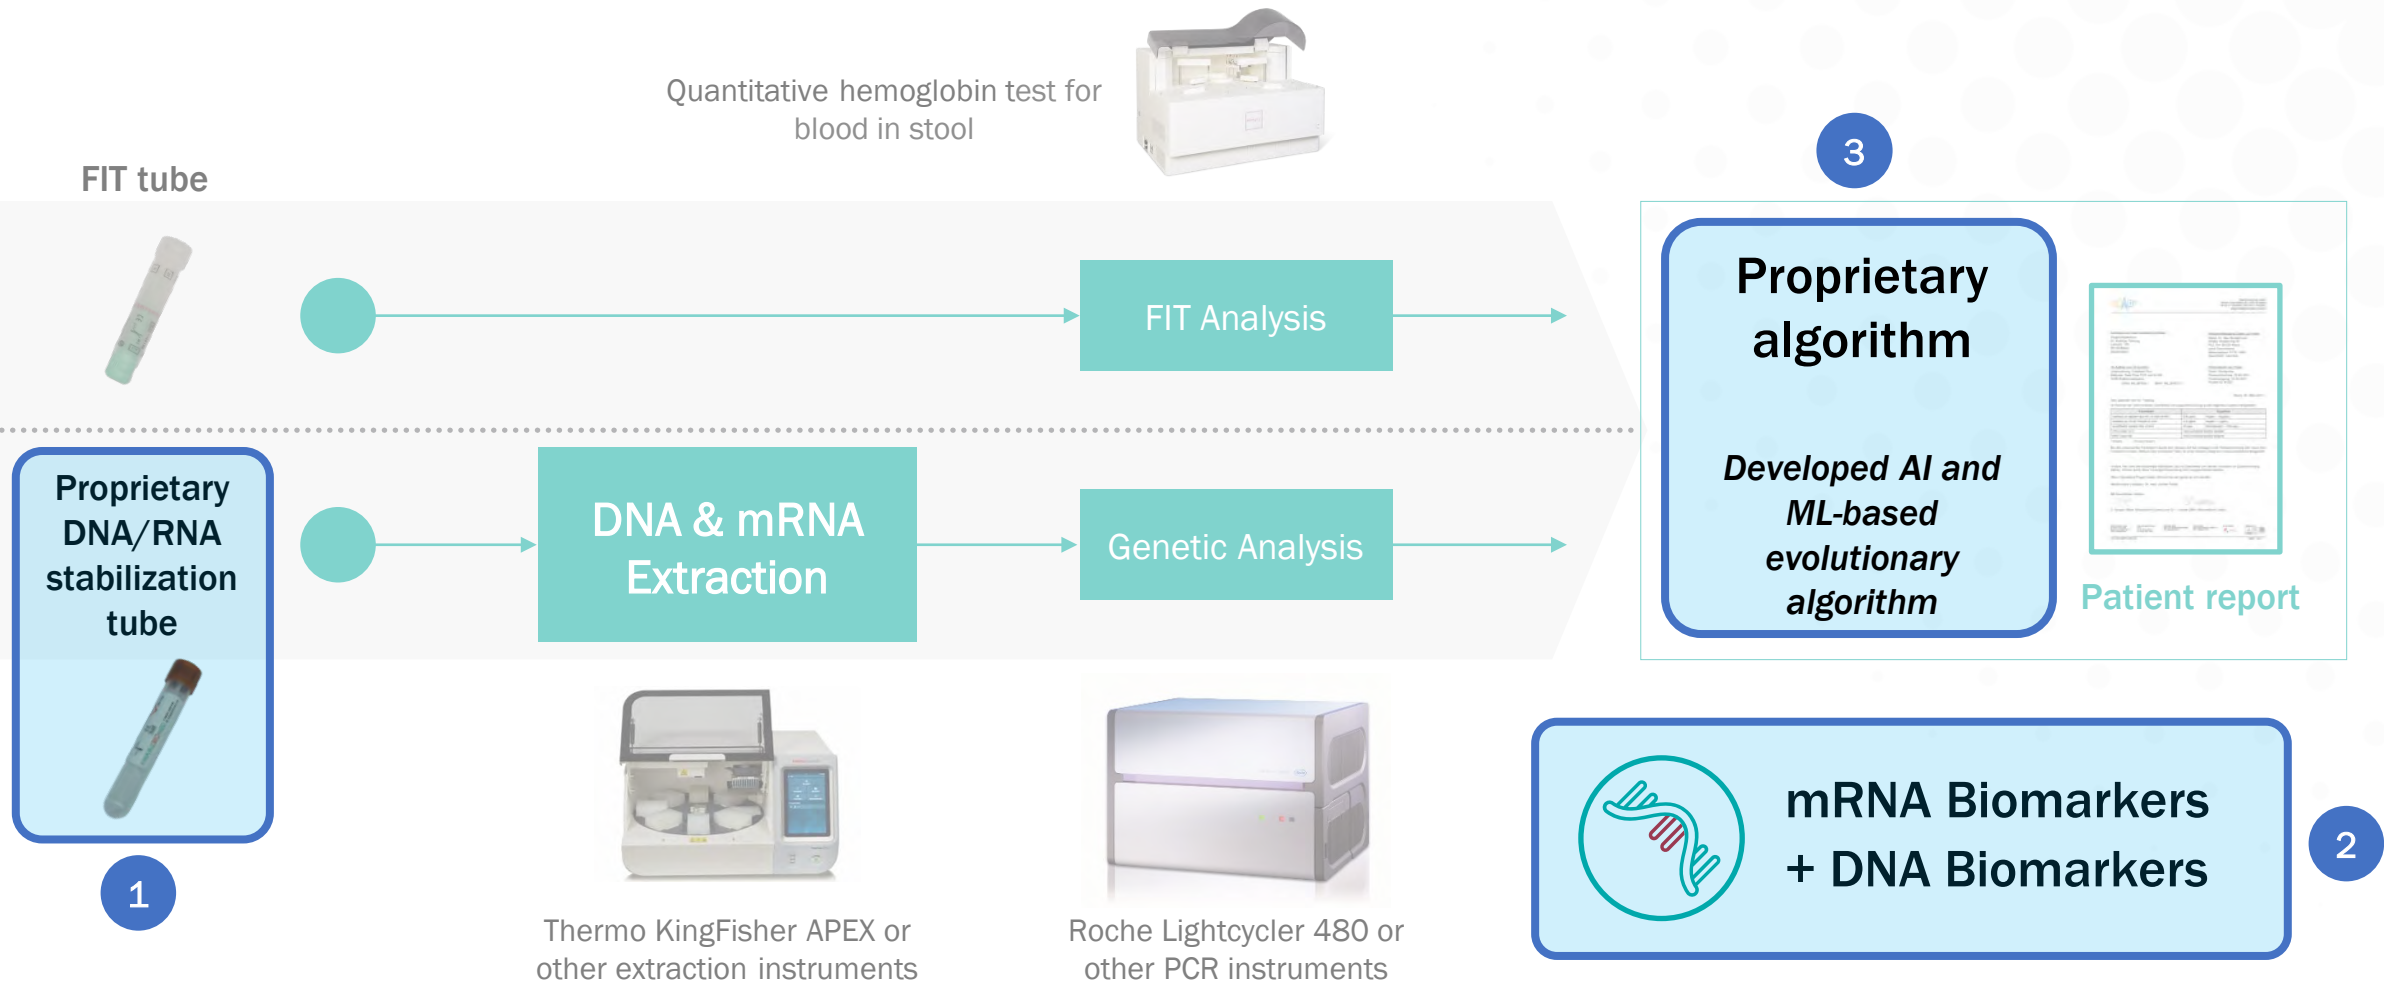 Quantitative hemoglobin test for
blood in stool
FIT tube
3
FIT Analysis
Proprietary
algorithm
Developed AI and
ML-based
evolutionary
algorithm
Patient report
Proprietary
DNA/RNA
stabilization
tube
1
DNA & mRNA
Extraction
Genetic Analysis
Thermo KingFisher APEX or
other extraction instruments
Roche Lightcycler 480 or
other PCR instruments
mRNA Biomarkers
+ DNA Biomarkers
2